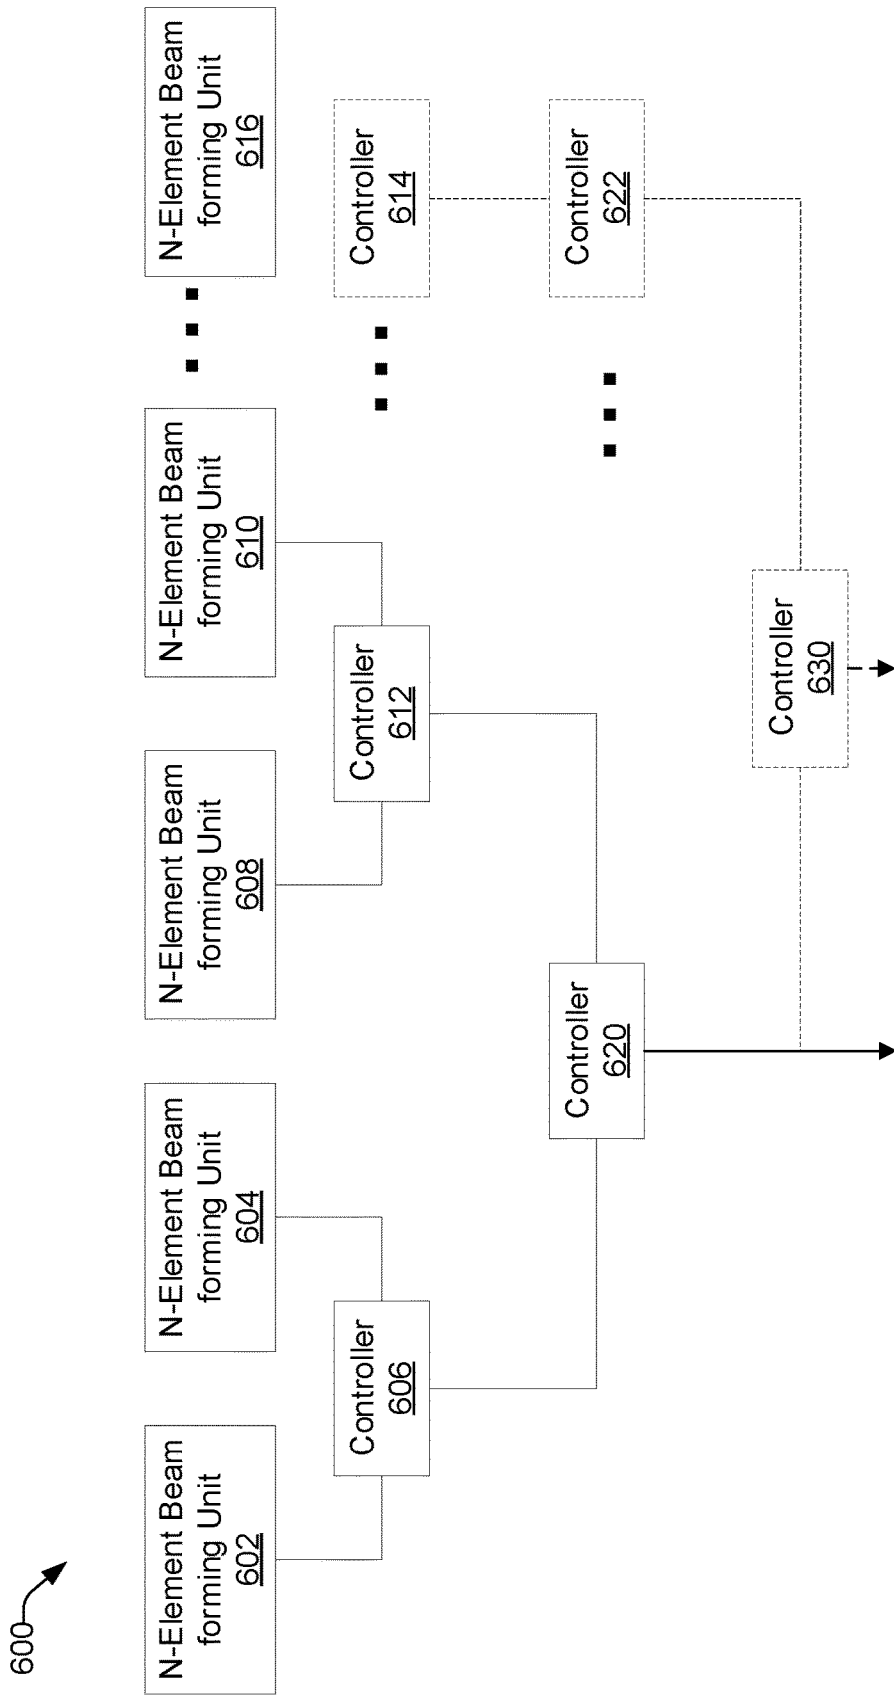 600
N-Element Beam
forming Unit
602
N-Element Beam
forming Unit
604
N-Element Beam
forming Unit
608
N-Element Beam
forming Unit
610
N-Element Beam
forming Unit
616
Controller
606
Controller
612
Controller
614
Controller
620
Controller
622
Controller
630